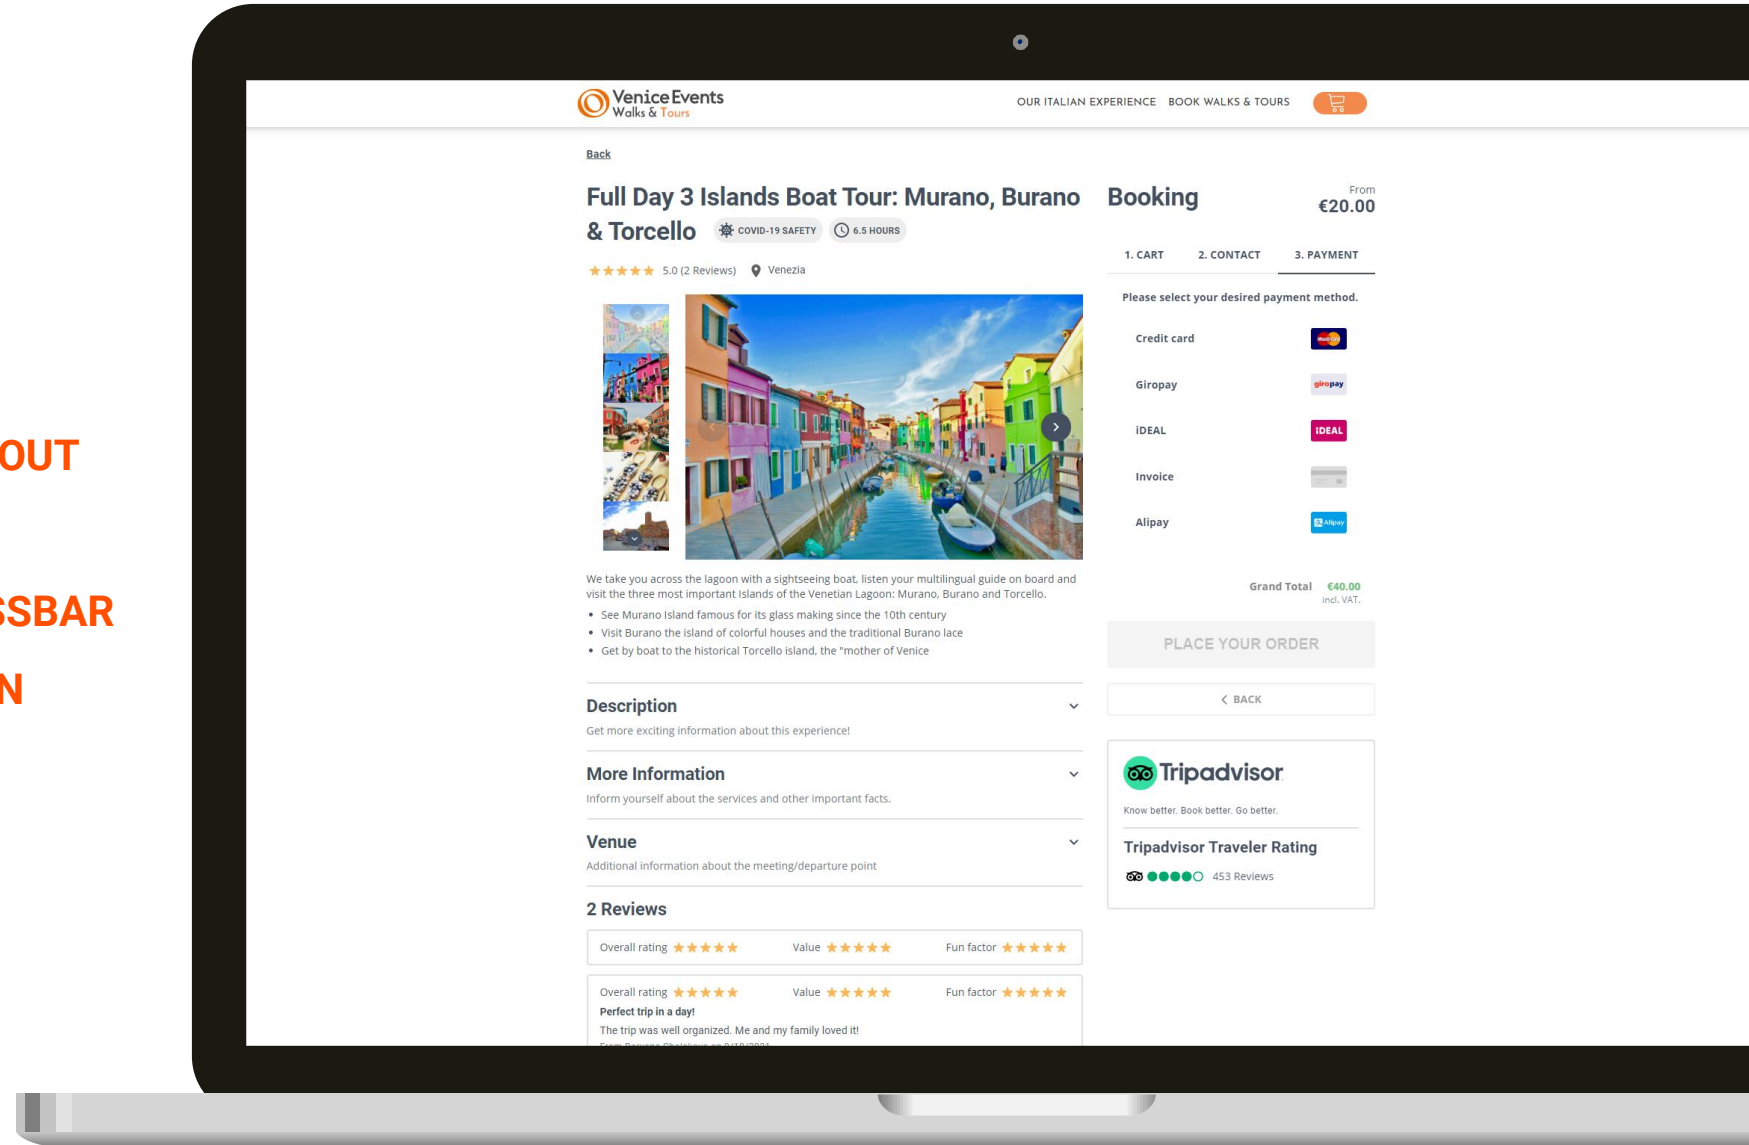 OUT
SSBAR
N
Venice Events
Walks & Tours
OUR ITALIAN EXPERIENCE BOOK WALKS & TOURS
Back
Full Day 3 Islands Boat Tour: Murano, Burano
& Torcello COVID-19 SAFETY 6.5 HOURS
5.0 (2 Reviews) Venezia
We take you across the lagoon with a sightseeing boat, listen your multilingual guide on board and
visit the three most important Islands of the Venetian Lagoon: Murano, Burano and Torcello.
• See Murano Island famous for its glass making since the 10th century
• Visit Burano the island of colorful houses and the traditional Burano lace
• Get by boat to the historical Torcello island, the "mother of Venice
Description
Get more exciting information about this experience!
More Information
Inform yourself about the services and other important facts.
Venue
Additional information about the meeting/departure point
2 Reviews
Overall rating Value Fun factor
Overall rating Value Fun factor
Perfect trip in a day!
The trip was well organized. Me and my family loved it!
Booking
From
€20.00
1. CART 2. CONTACT 3. PAYMENT
Please select your desired payment method.
Credit card MasterCard
Giropay giropay
iDEAL iDEAL
Invoice
Alipay Alipay
Grand Total €40.00
incl. VAT.
PLACE YOUR ORDER
BACK
Tripadvisor
Know better. Book better. Go better.
Tripadvisor Traveler Rating
453 Reviews